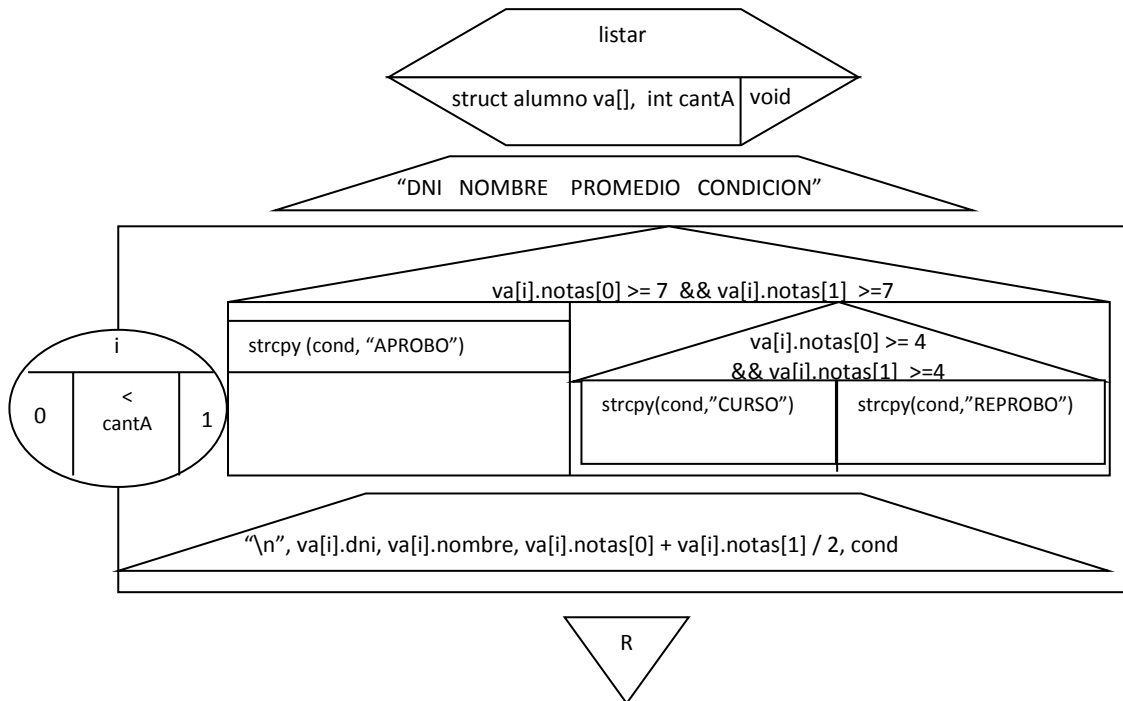 listar
struct alumno va[], int cantA
void
“DNI NOMBRE PROMEDIO CONDICION”
va[i].notas[0] >= 7 && va[i].notas[1] >=7
i
0
<
cantA
1
strcpy (cond, “APROBO”)
va[i].notas[0] >= 4
&& va[i].notas[1] >=4
strcpy(cond,”CURSO”)
strcpy(cond,”REPROBO”)
“\n”, va[i].dni, va[i].nombre, va[i].notas[0] + va[i].notas[1] / 2, cond
R